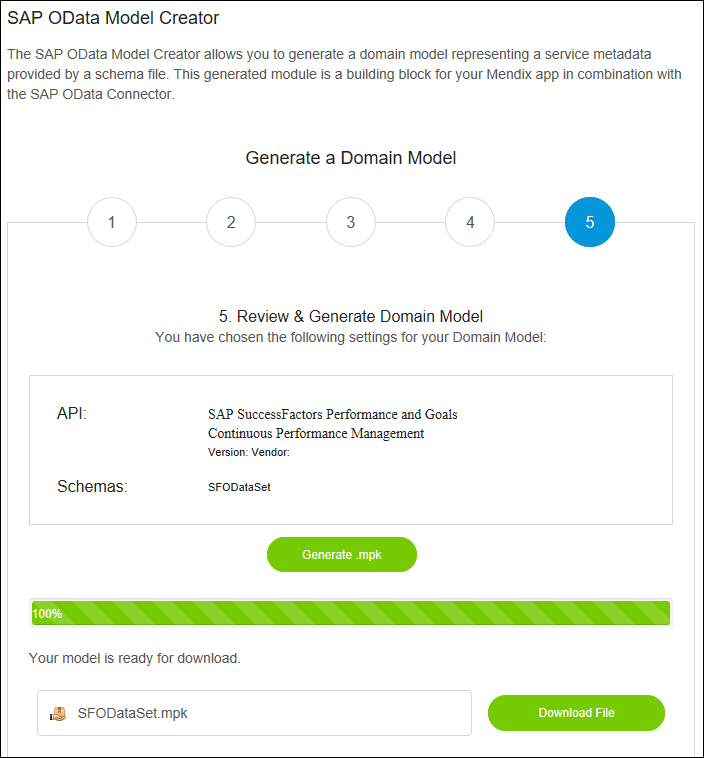 SAP OData Model Creator
The SAP OData Model Creator allows you to generate a domain model representing a service metadata
provided by a schema file. This generated module is a building block for your Mendix app in combination with
the SAP OData Connector.
Generate a Domain Model
1 2 3 4 5
5. Review & Generate Domain Model
You have chosen the following settings for your Domain Model:
API: SAP SuccessFactors Performance and Goals
Continuous Performance Management
Version: Vendor:
Schemas: SFODataSet
Generate .mpk
100%
Your model is ready for download.
SFODataSet.mpk Download File